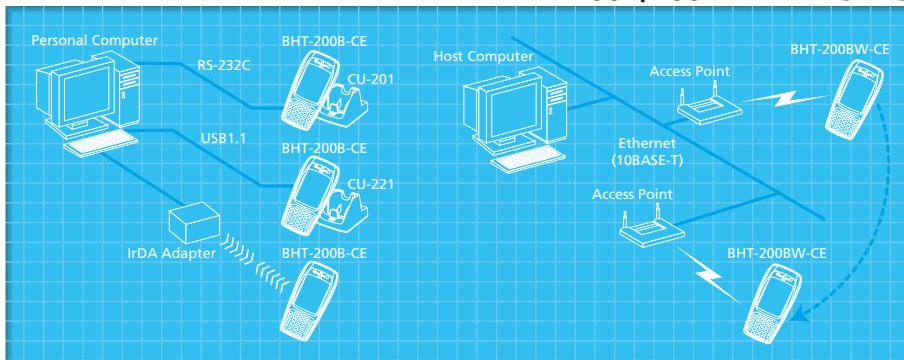 Personal Computer
RS-232C
BHT-200B-CE
CU-201
USB1.1
BHT-200B-CE
CU-221
IrDA Adapter
BHT-200B-CE
Host Computer
Access Point
BHT-200BW-CE
Ethernet
(10BASE-T)
Access Point
BHT-200BW-CE